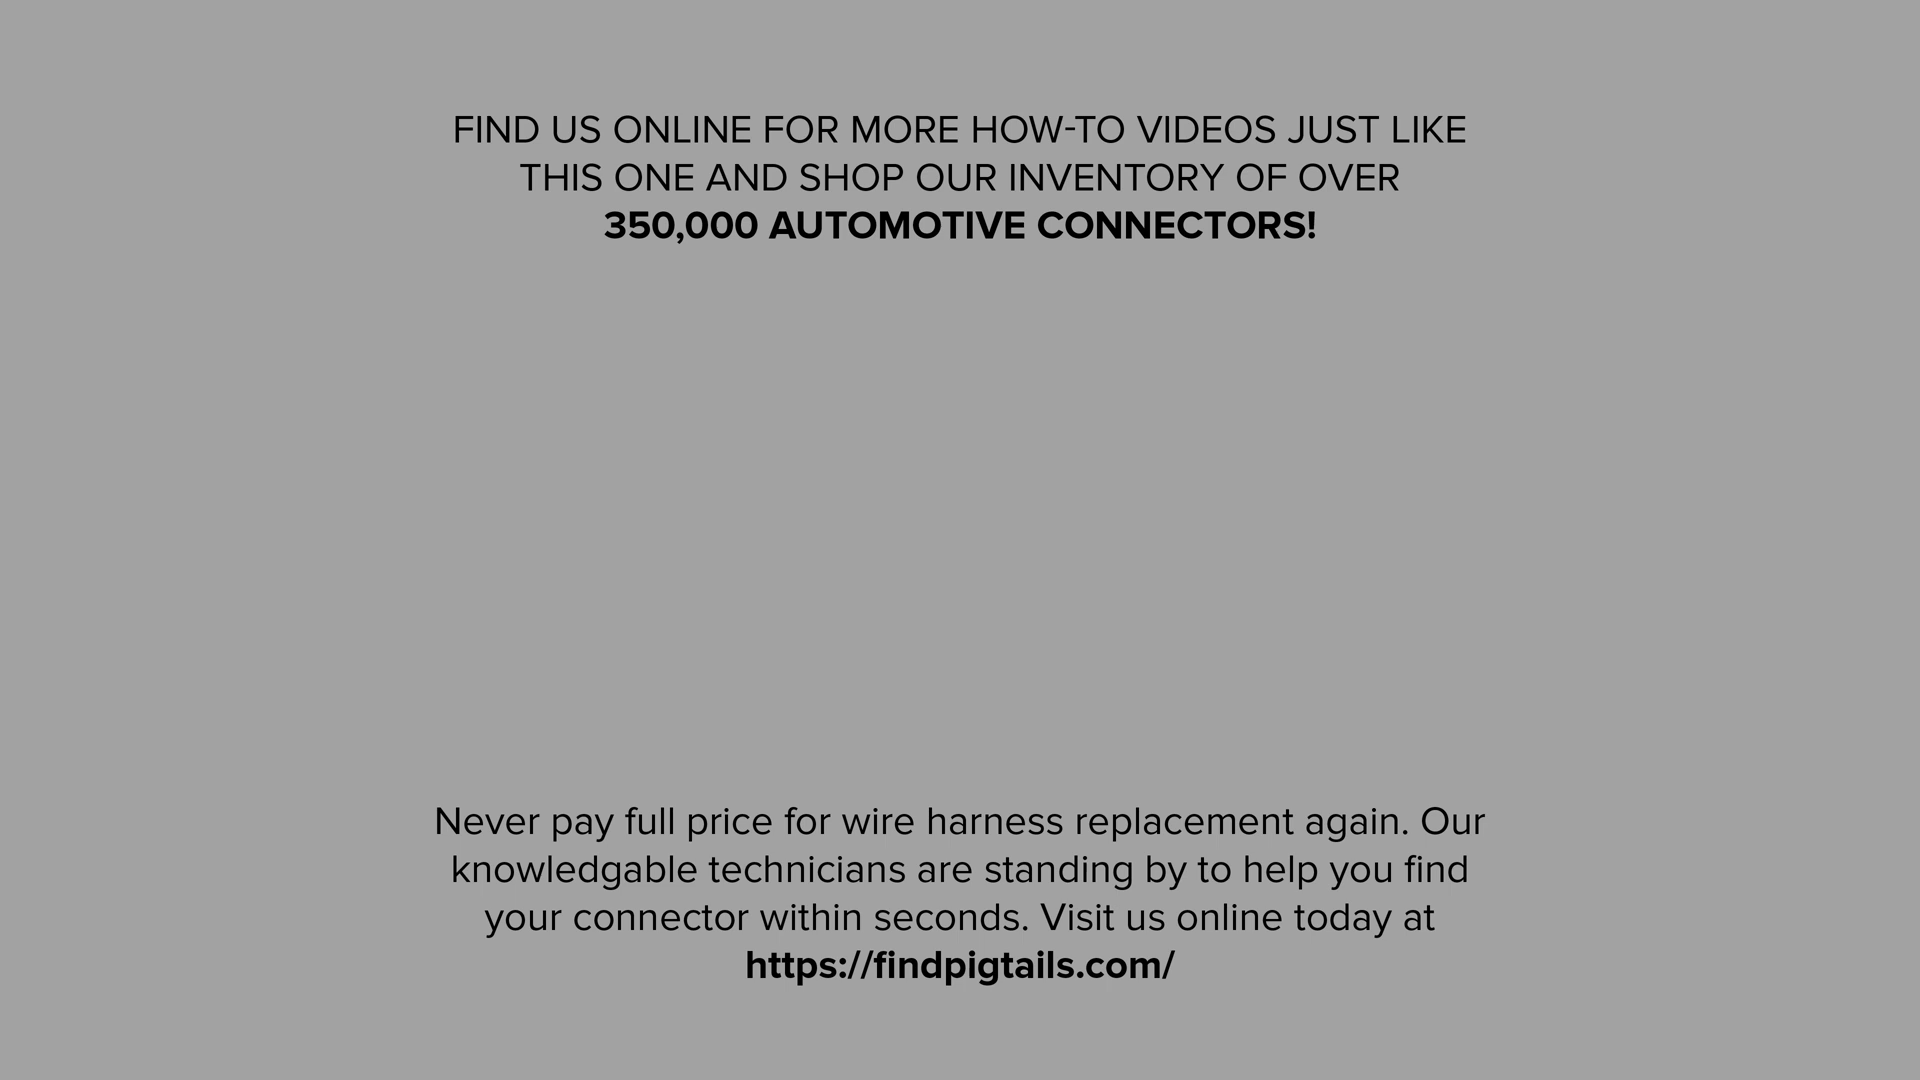 FIND US ONLINE FOR MORE HOW-TO VIDEOS JUST LIKE
THIS ONE AND SHOP OUR INVENTORY OF OVER
350,000 AUTOMOTIVE CONNECTORS!
Never pay full price for wire harness replacement again. Our
knowledgable technicians are standing by to help you find
your connector within seconds. Visit us online today at
https://findpigtails.com/